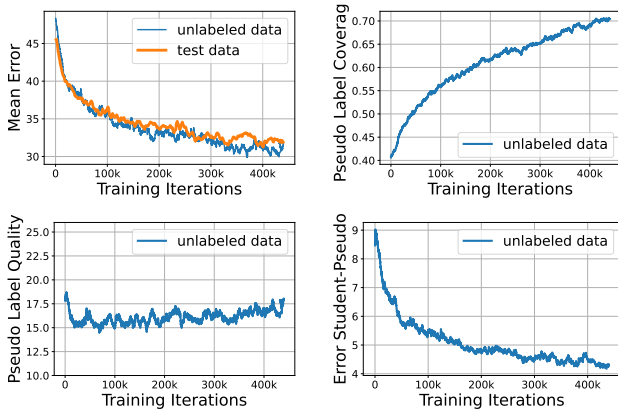 Mean Error
45
40
35
30
unlabeled data
test data
0
100k
200k
300k
400k
Training Iterations
Pseudo Label Coverag
0.70
0.65
0.60
0.55
0.50
0.45
0.40
unlabeled data
0
100k
200k
300k
400k
Training Iterations
Pseudo Label Quality
25.0
22.5
20.0
17.5
15.0
12.5
10.0
unlabeled data
0
100k
200k
300k
400k
Training Iterations
Error Student-Pseudo
9
8
7
6
5
4
unlabeled data
0
100k
200k
300k
400k
Training Iterations